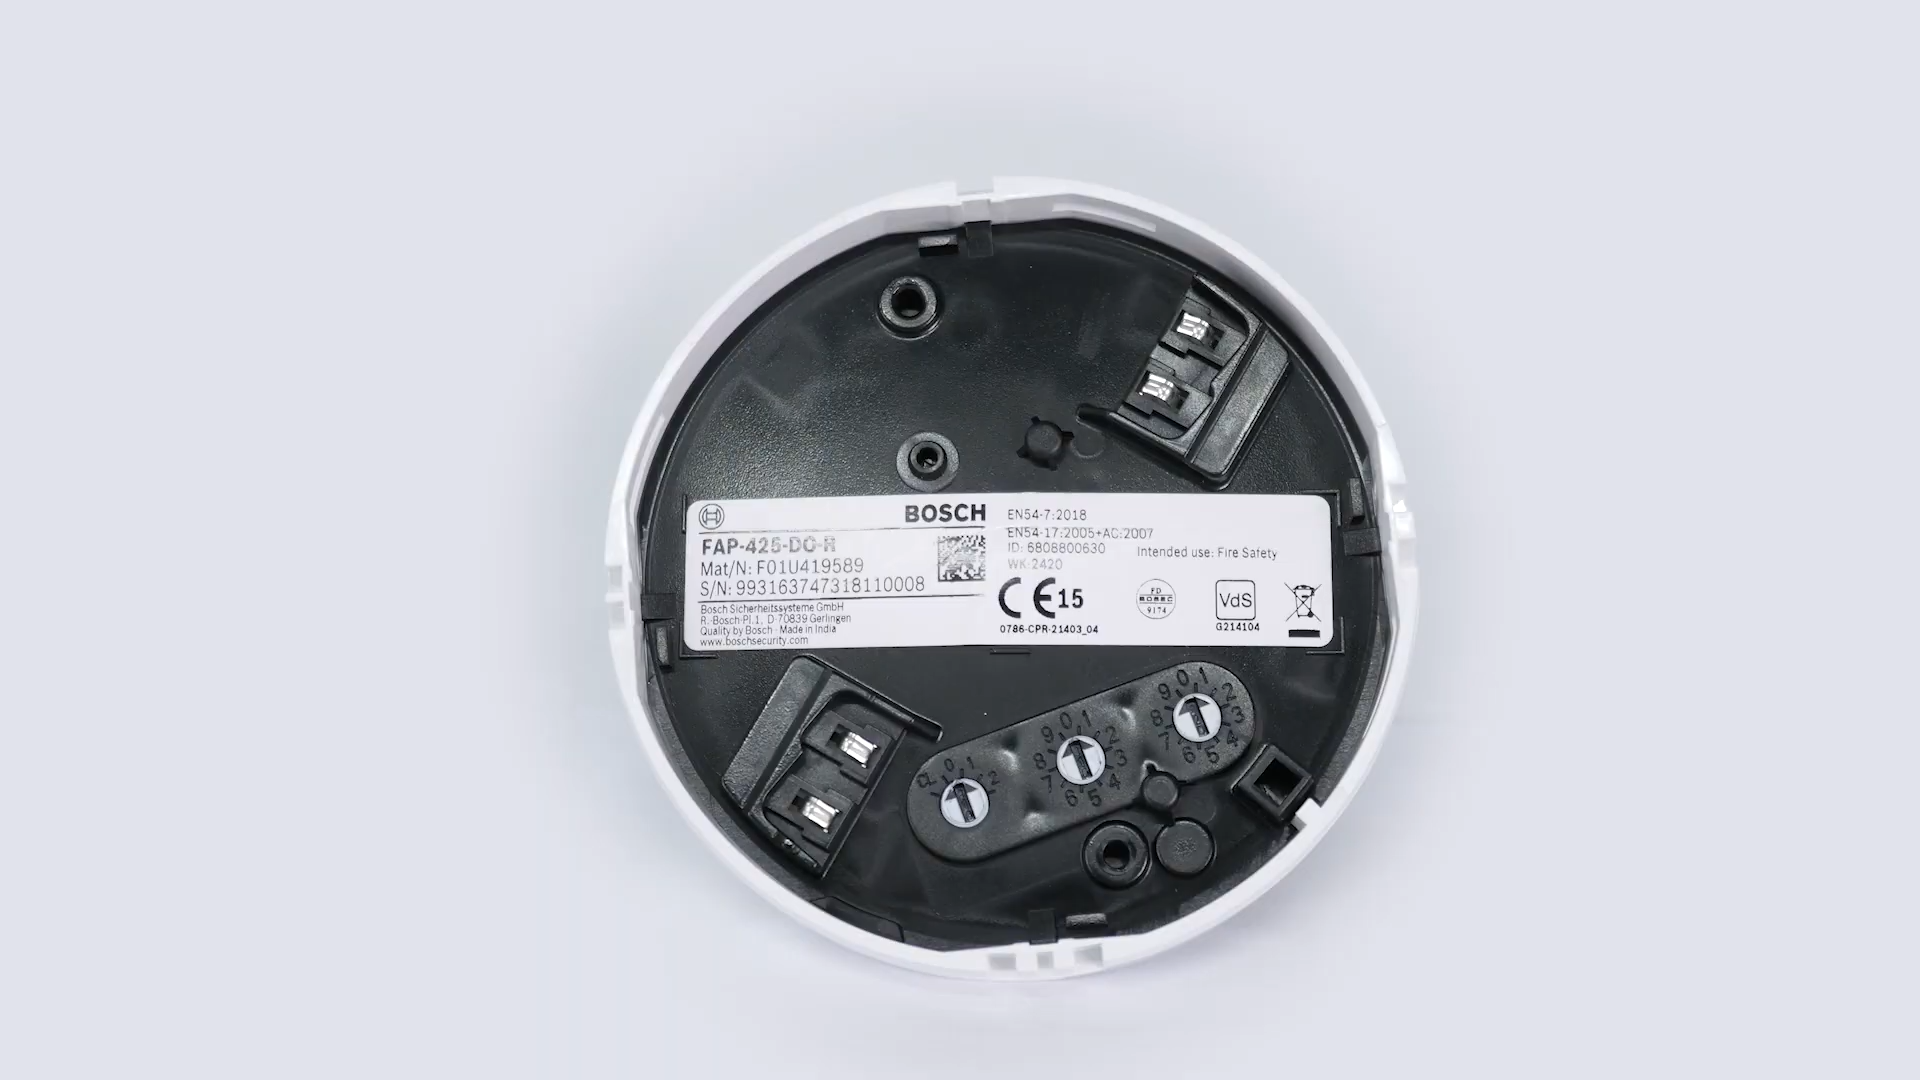 BOSCH
FAP-425-DO-R
Mat/N: F01U419589
S/N: 993163747318110008
Bosch Sicherheitssysteme GmbH
R.-Bosch-Pl.1, D-70839 Gerlingen
Quality by Bosch - Made in India
www.boschsecurity.com
EN54-7:2018
EN54-17:2005+AC:2007
ID: 6808800630
WK:2420
Intended use: Fire Safety
CE 15
0786-CPR-21403_04
FD
BOSEC
9174
VdS
G214104
0 1 2
0 1 2 3 4 5 6 7 8 9
0 1 2 3 4 5 6 7 8 9